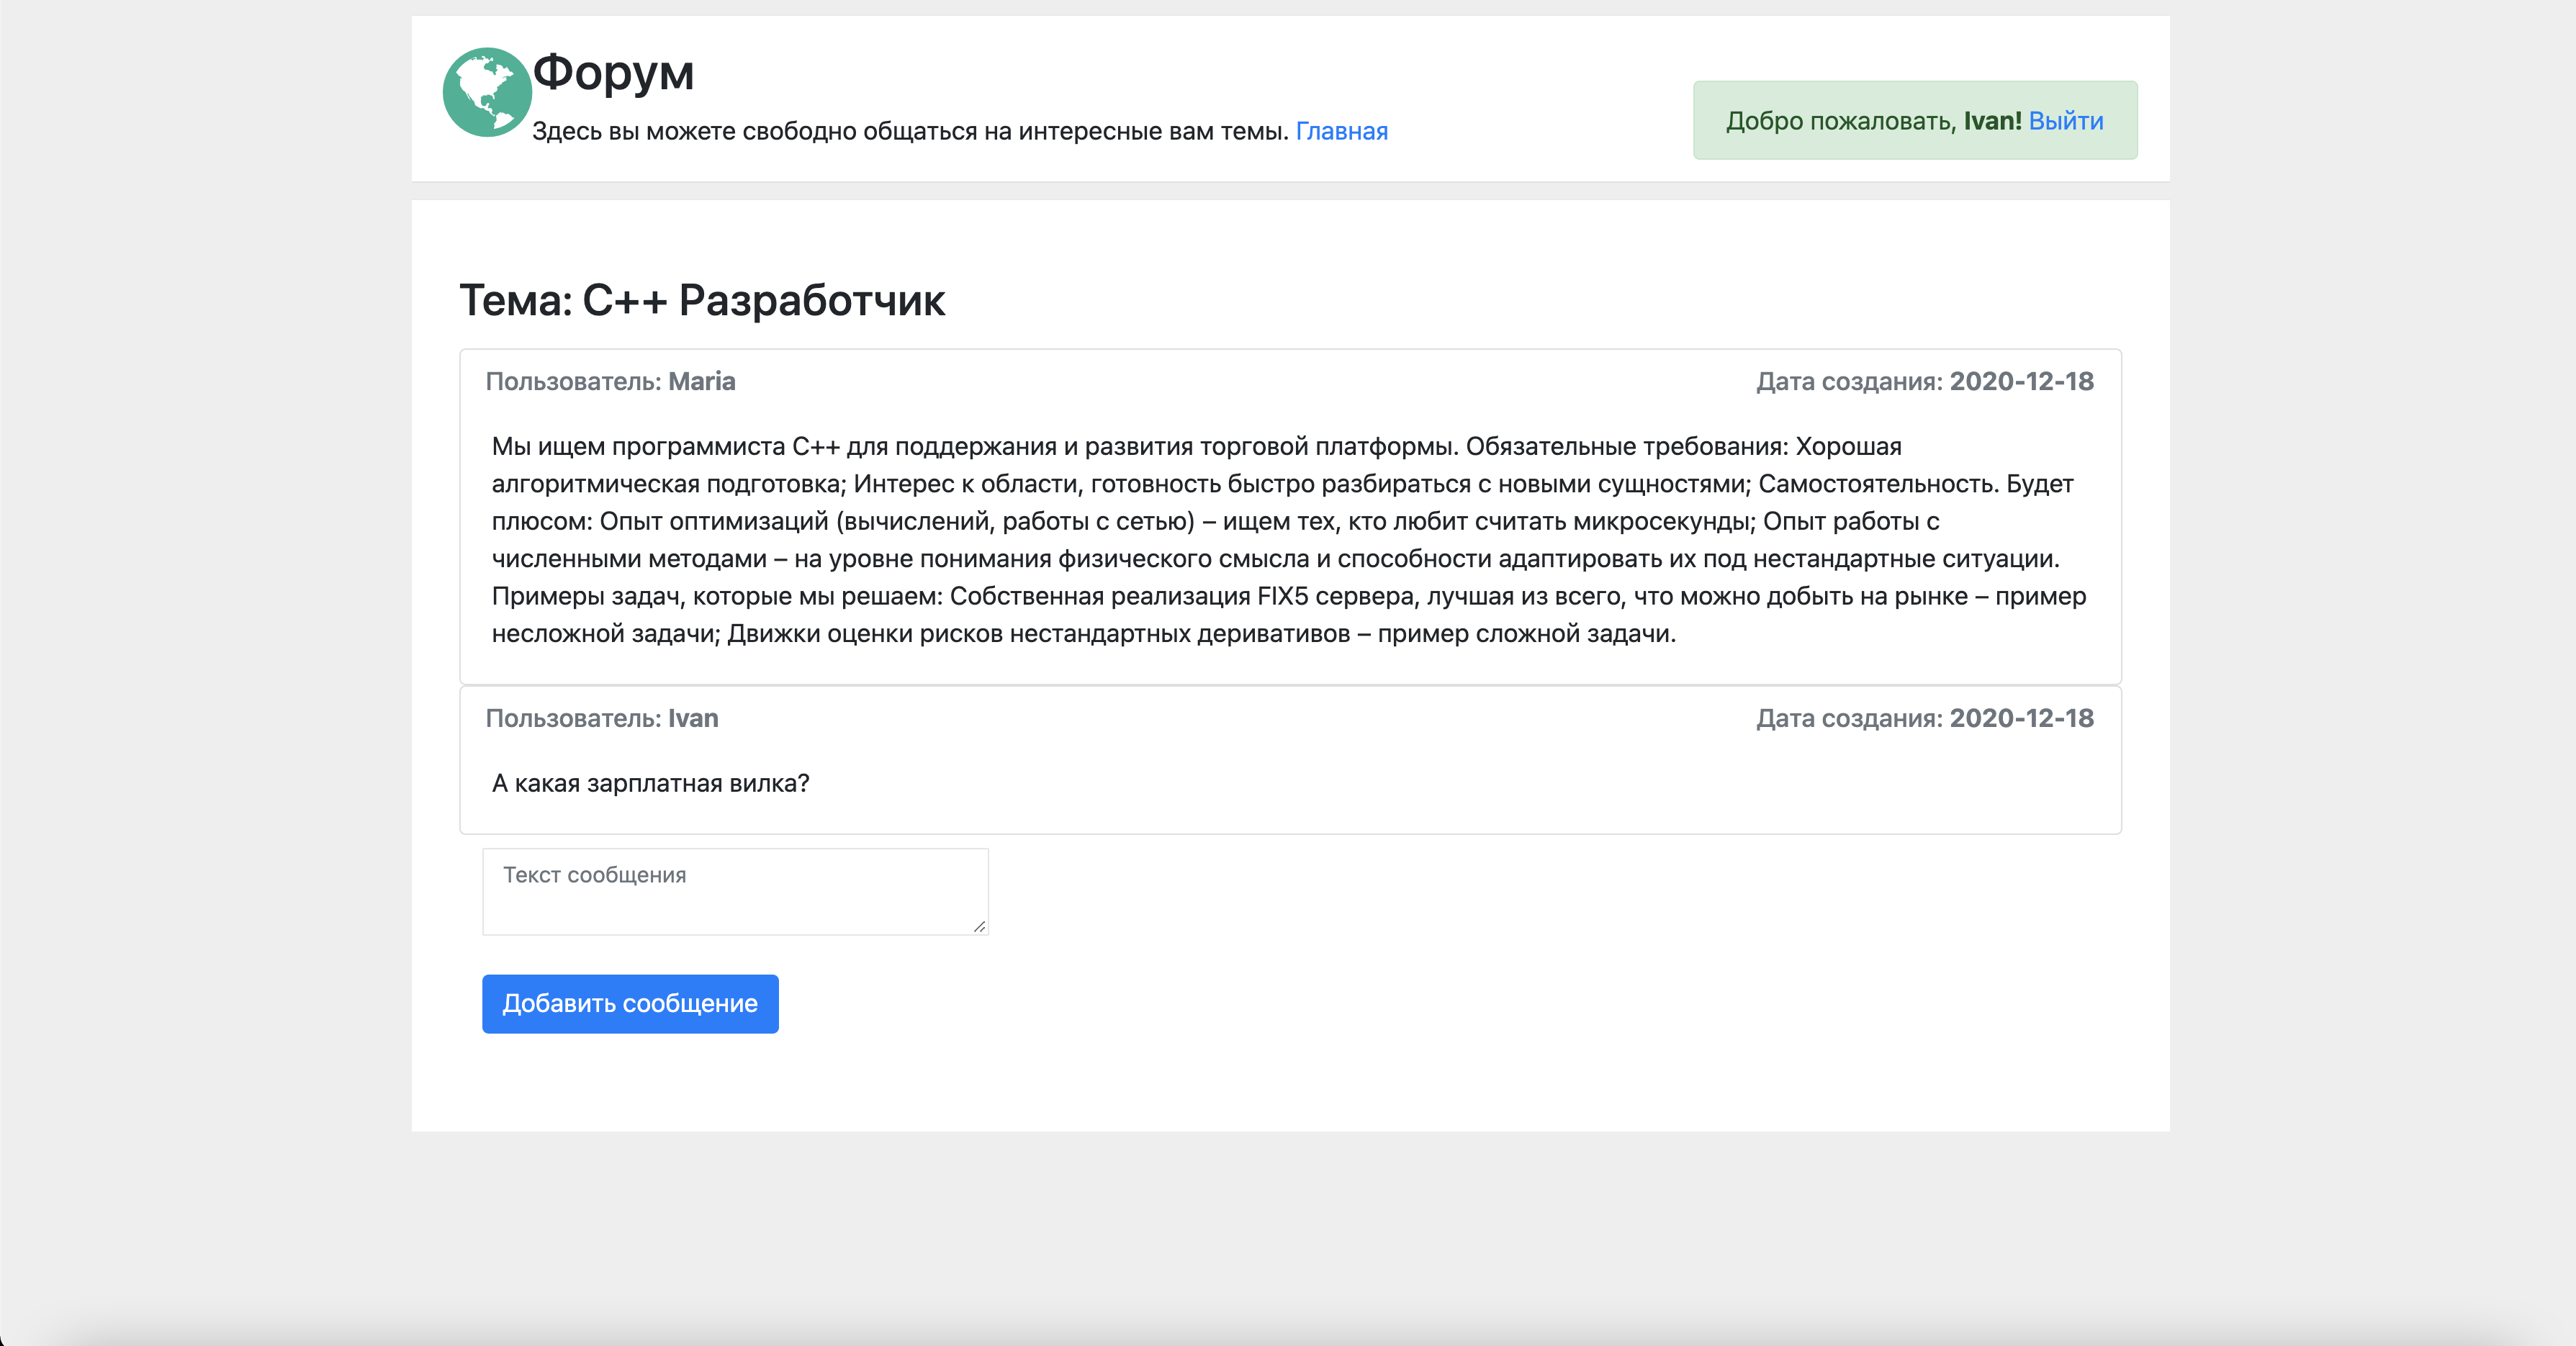 Форум
Здесь вы можете свободно общаться на интересные вам темы. Главная
Добро пожаловать, Ivan! Выйти
Тема: C++ Разработчик
Пользователь: Maria
Дата создания: 2020-12-18
Мы ищем программиста C++ для поддержания и развития торговой платформы. Обязательные требования: Хорошая
алгоритмическая подготовка; Интерес к области, готовность быстро разбираться с новыми сущностями; Самостоятельность. Будет
плюсом: Опыт оптимизаций (вычислений, работы с сетью) – ищем тех, кто любит считать микросекунды; Опыт работы с
численными методами – на уровне понимания физического смысла и способности адаптировать их под нестандартные ситуации.
Примеры задач, которые мы решаем: Собственная реализация FIX5 сервера, лучшая из всего, что можно добыть на рынке – пример
несложной задачи; Движки оценки рисков нестандартных деривативов – пример сложной задачи.
Пользователь: Ivan
Дата создания: 2020-12-18
А какая зарплатная вилка?
Текст сообщения
Добавить сообщение